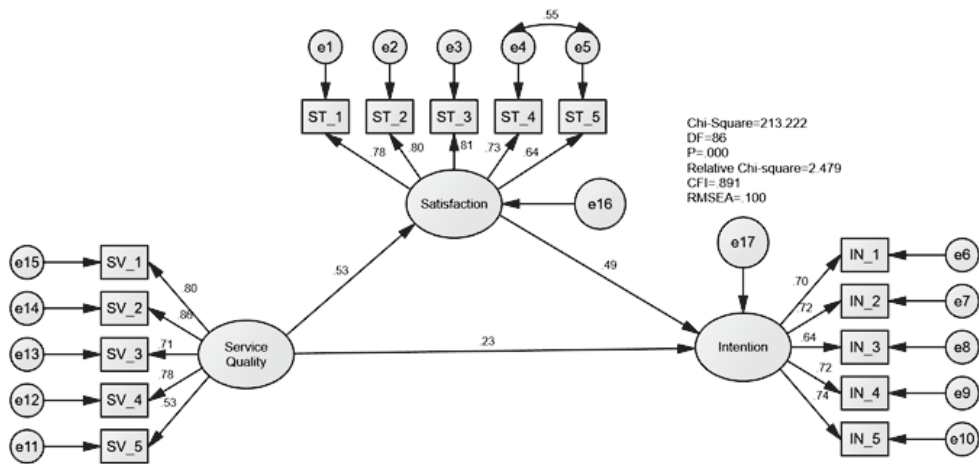 .55
e1
e2
e3
e4
e5
ST_1
ST_2
ST_3
ST_4
ST_5
.78
.80
.81
.73
.64
Chi-Square=213.222
DF=86
P=.000
Relative Chi-square=2.479
CFI=.891
RMSEA=.100
Satisfaction
e16
e17
e15
SV_1
e14
SV_2
e13
SV_3
e12
SV_4
e11
SV_5
.80
.86
.71
.78
.53
Service
Quality
.53
.49
.23
Intention
.70
.72
.64
.72
.74
IN_1
e6
IN_2
e7
IN_3
e8
IN_4
e9
IN_5
e10